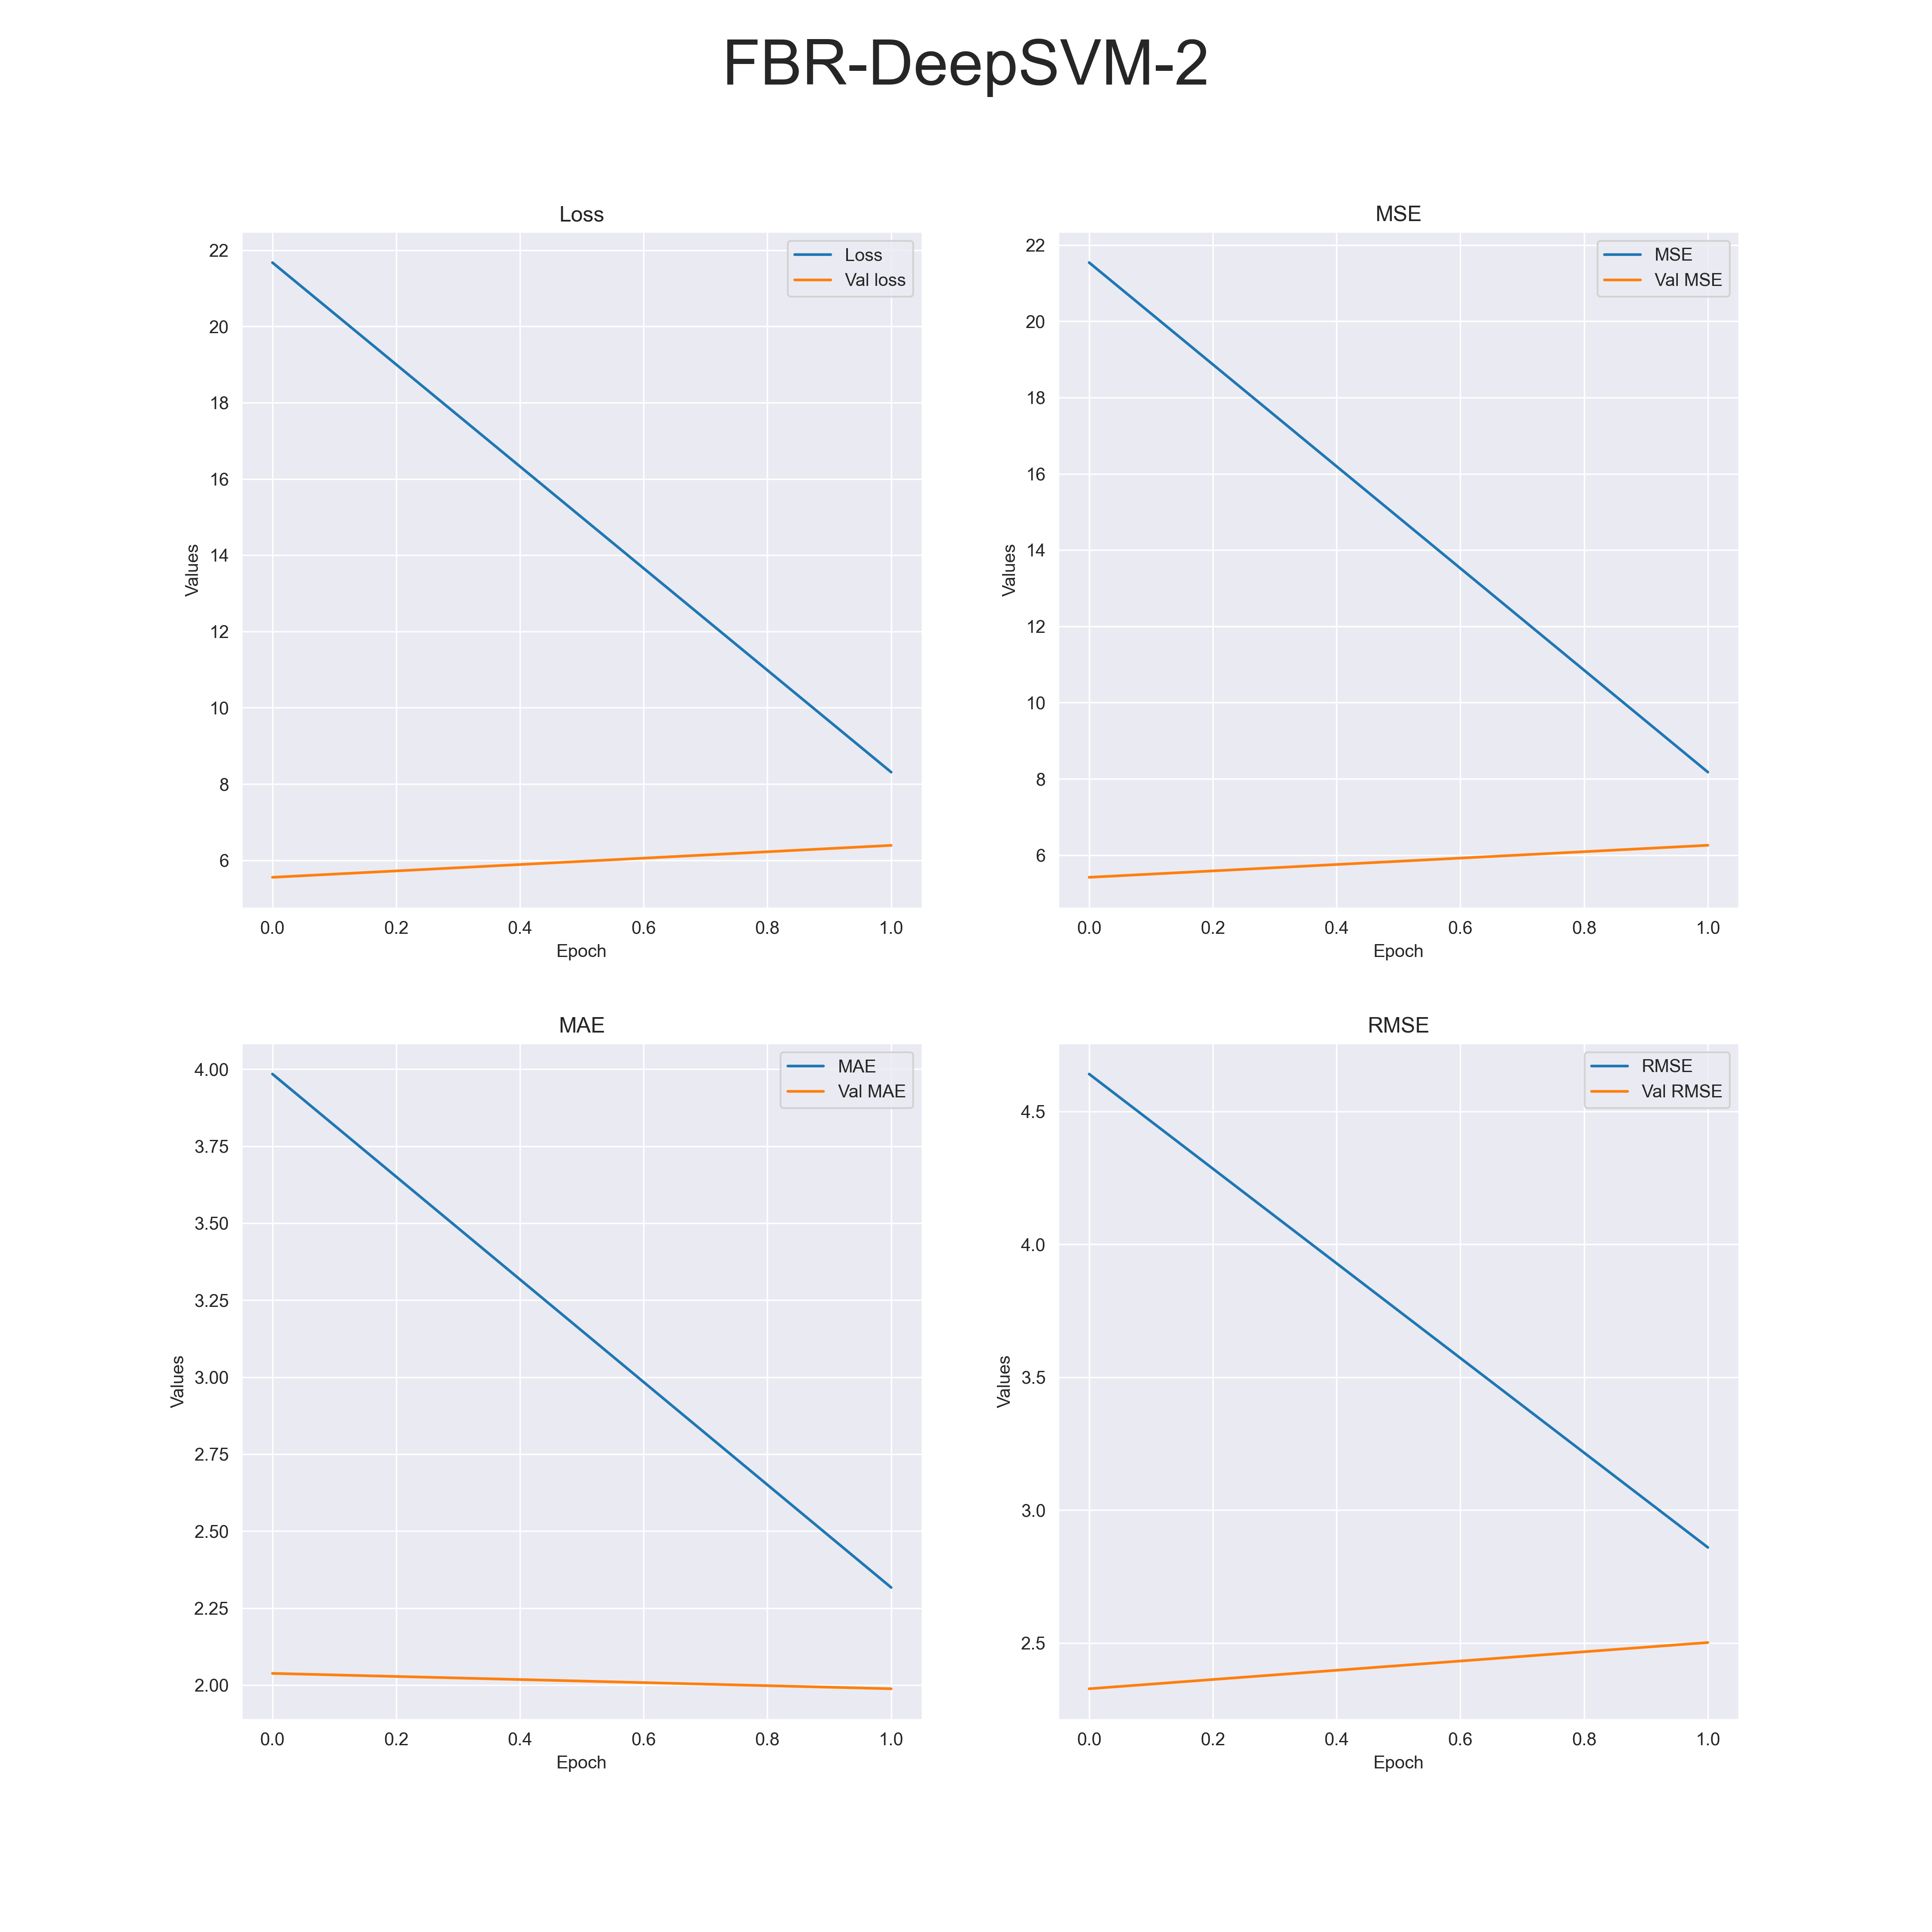 FBR-DeepSVM-2
Loss
22
20
18
16
14
12
10
8
6
Values
0.0 0.2 0.4 0.6 0.8 1.0
Epoch
Loss
Val loss
MSE
22
20
18
16
14
12
10
8
6
Values
0.0 0.2 0.4 0.6 0.8 1.0
Epoch
MSE
Val MSE
MAE
4.00
3.75
3.50
3.25
3.00
2.75
2.50
2.25
2.00
Values
0.0 0.2 0.4 0.6 0.8 1.0
Epoch
MAE
Val MAE
RMSE
4.5
4.0
3.5
3.0
2.5
Values
0.0 0.2 0.4 0.6 0.8 1.0
Epoch
RMSE
Val RMSE